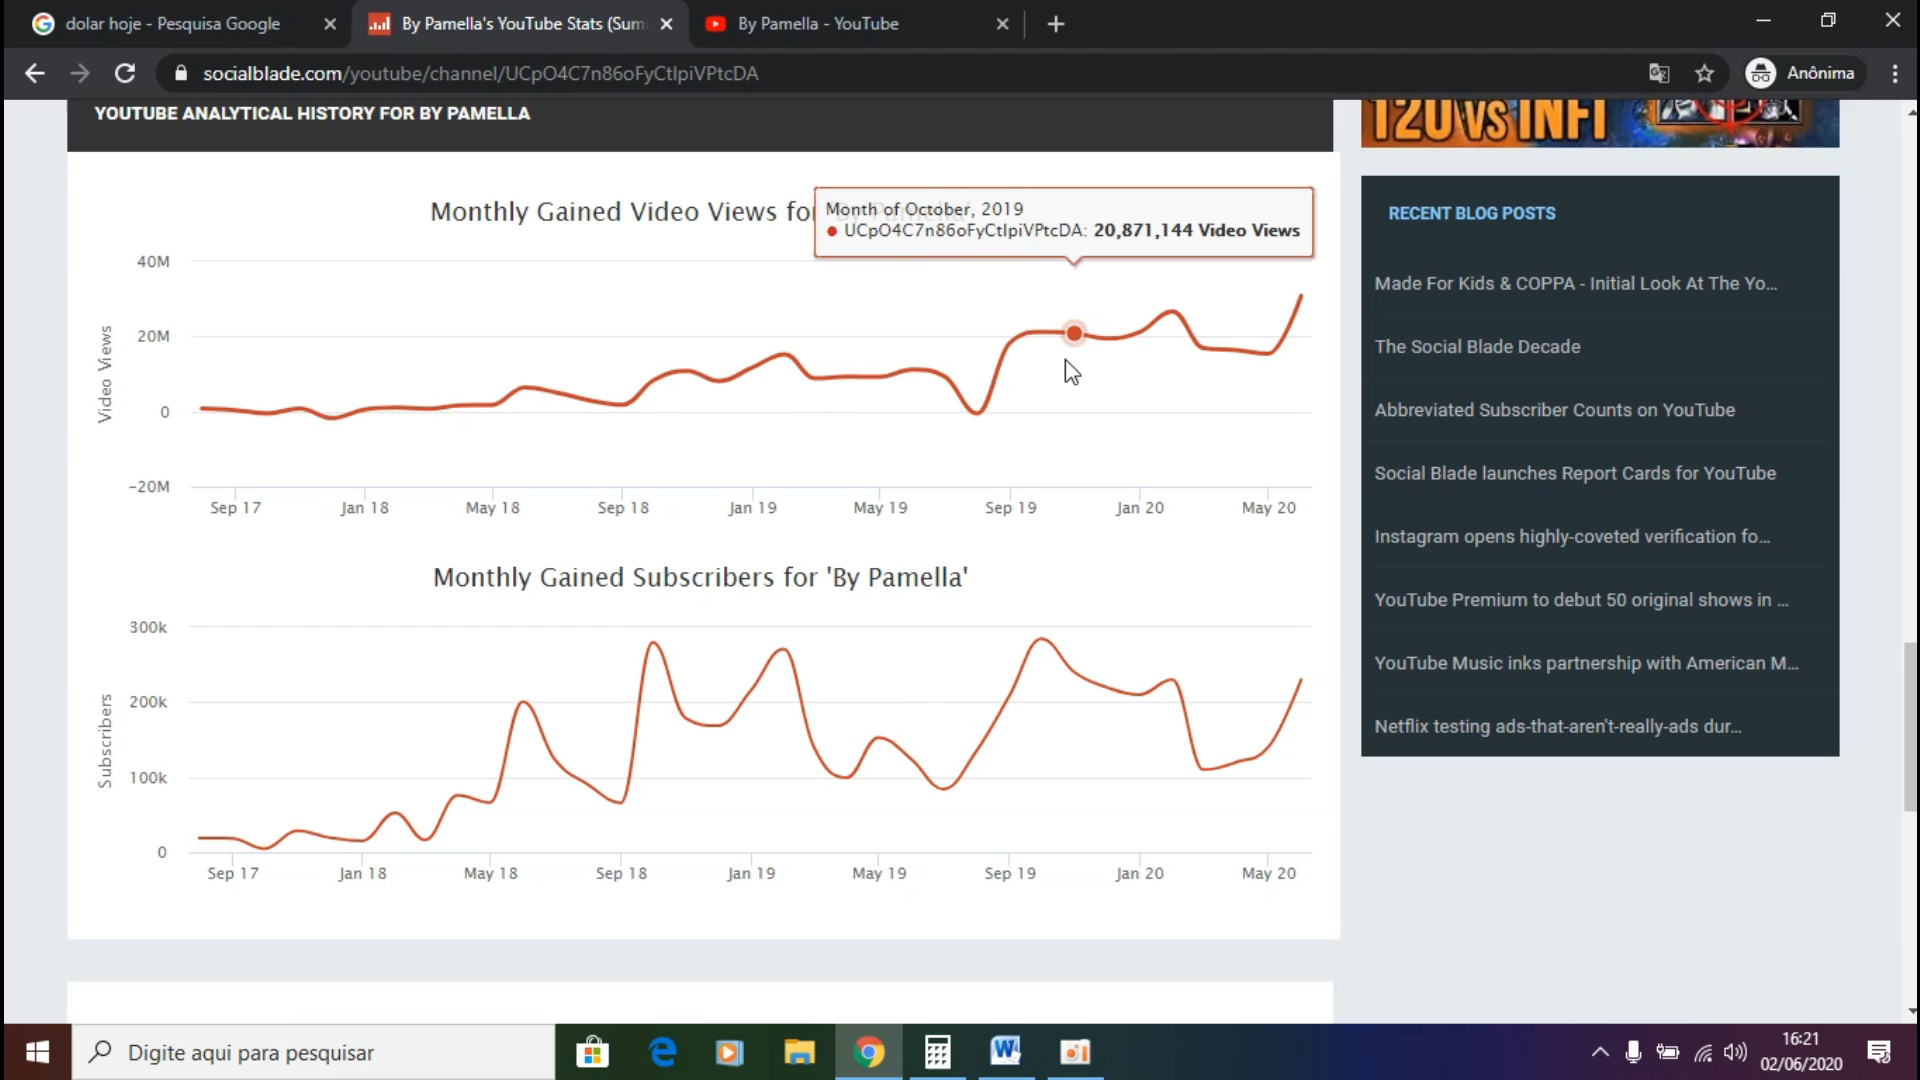 dolar hoje - Pesquisa Google
By Pamella's YouTube Stats (Sum
By Pamella - YouTube
socialblade.com/youtube/channel/UCpO4C7n86oFyCtIpiVPtcDA
Anônima
YOUTUBE ANALYTICAL HISTORY FOR BY PAMELLA
120 VS INFI
Monthly Gained Video Views for 'By Pamella'
Month of October, 2019
UCpO4C7n86oFyCtIpiVPtcDA: 20,871,144 Video Views
40M
20M
0
-20M
Video Views
Sep 17
Jan 18
May 18
Sep 18
Jan 19
May 19
Sep 19
Jan 20
May 20
Monthly Gained Subscribers for 'By Pamella'
300k
200k
100k
0
Subscribers
Sep 17
Jan 18
May 18
Sep 18
Jan 19
May 19
Sep 19
Jan 20
May 20
RECENT BLOG POSTS
Made For Kids & COPPA - Initial Look At The Yo...
The Social Blade Decade
Abbreviated Subscriber Counts on YouTube
Social Blade launches Report Cards for YouTube
Instagram opens highly-coveted verification fo...
YouTube Premium to debut 50 original shows in ...
YouTube Music inks partnership with American M...
Netflix testing ads-that-aren't-really-ads dur...
Digite aqui para pesquisar
16:21
02/06/2020